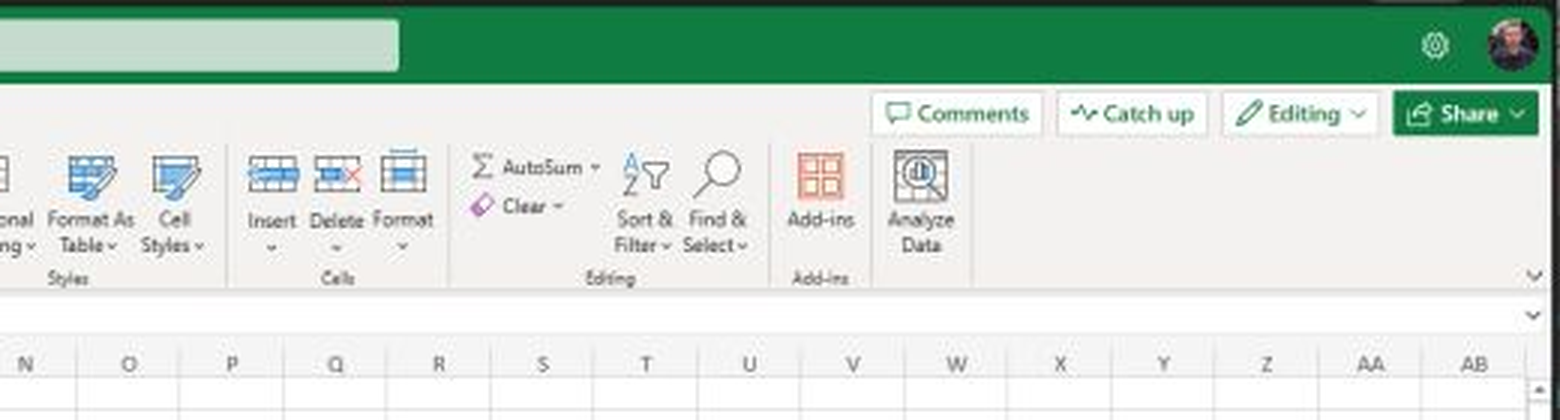 Comments Catch up Editing Share
AutoSum
Clear
Format As Table
Cell Styles
Insert
Delete
Format
Sort & Filter
Find & Select
Add-ins
Analyze Data
Styles Cells Editing Add-ins
N O P Q R S T U V W X Y Z AA AB